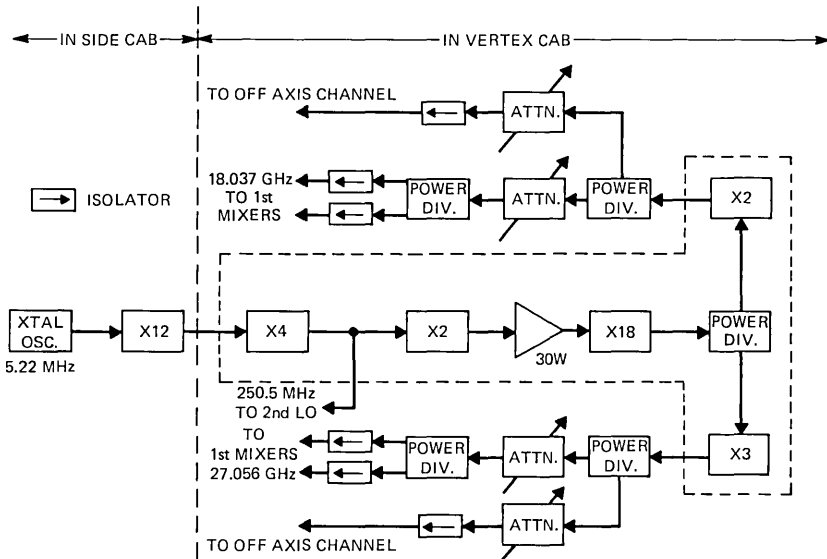 IN SIDE CAB
IN VERTEX CAB
TO OFF AXIS CHANNEL
ATTN.
18.037 GHz
TO 1st
MIXERS
POWER
DIV.
ATTN.
POWER
DIV.
X2
ISOLATOR
XTAL
OSC.
5.22 MHz
X12
X4
X2
30W
X18
POWER
DIV.
250.5 MHz
TO 2nd LO
TO
1st MIXERS
27.056 GHz
POWER
DIV.
ATTN.
POWER
DIV.
X3
TO OFF AXIS CHANNEL
ATTN.